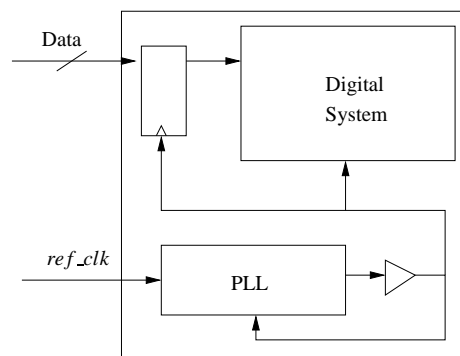 Data
Digital
System
ref_clk
PLL